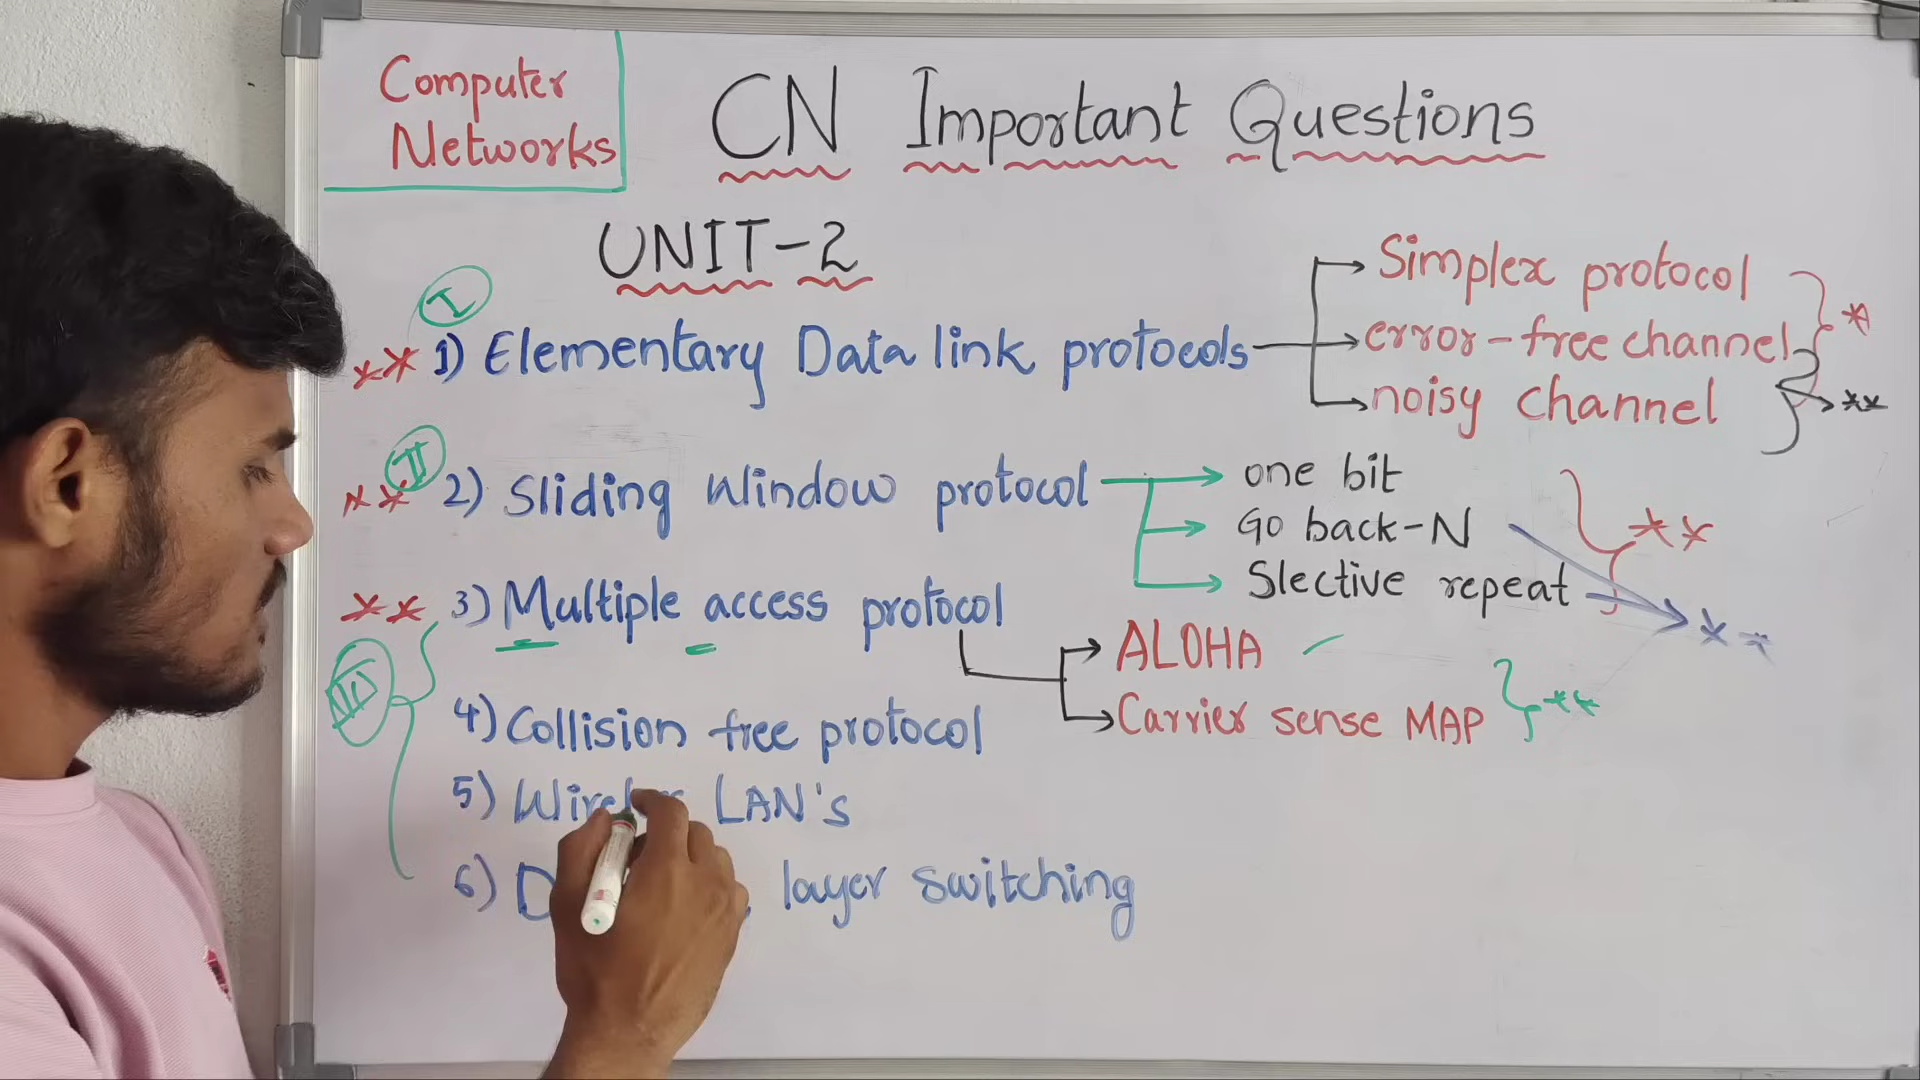 Computer
Networks
CN Important Questions
UNIT-2
I
** 1) Elementary Data link protocols
Simplex protocol
error-free channel
noisy channel
*
**
II
** 2) Sliding Window protocol
one bit
Go back-N
Slective repeat
**
**
** 3) Multiple access protocol
ALOHA
Carrier sense MAP
**
III
4) Collision free protocol
5) LAN's
6) layer switching